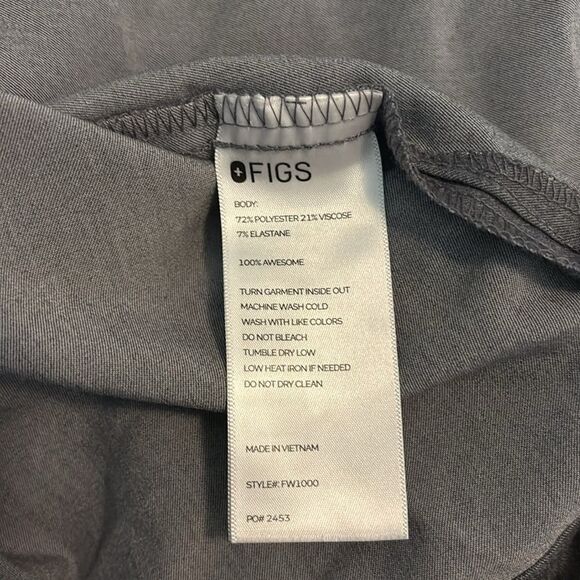 FIGS
BODY:
72% POLYESTER 21% VISCOSE
7% ELASTANE
100% AWESOME
TURN GARMENT INSIDE OUT
MACHINE WASH COLD
WASH WITH LIKE COLORS
DO NOT BLEACH
TUMBLE DRY LOW
LOW HEAT IRON IF NEEDED
DO NOT DRY CLEAN
MADE IN VIETNAM
STYLE#: FW1000
PO# 2453